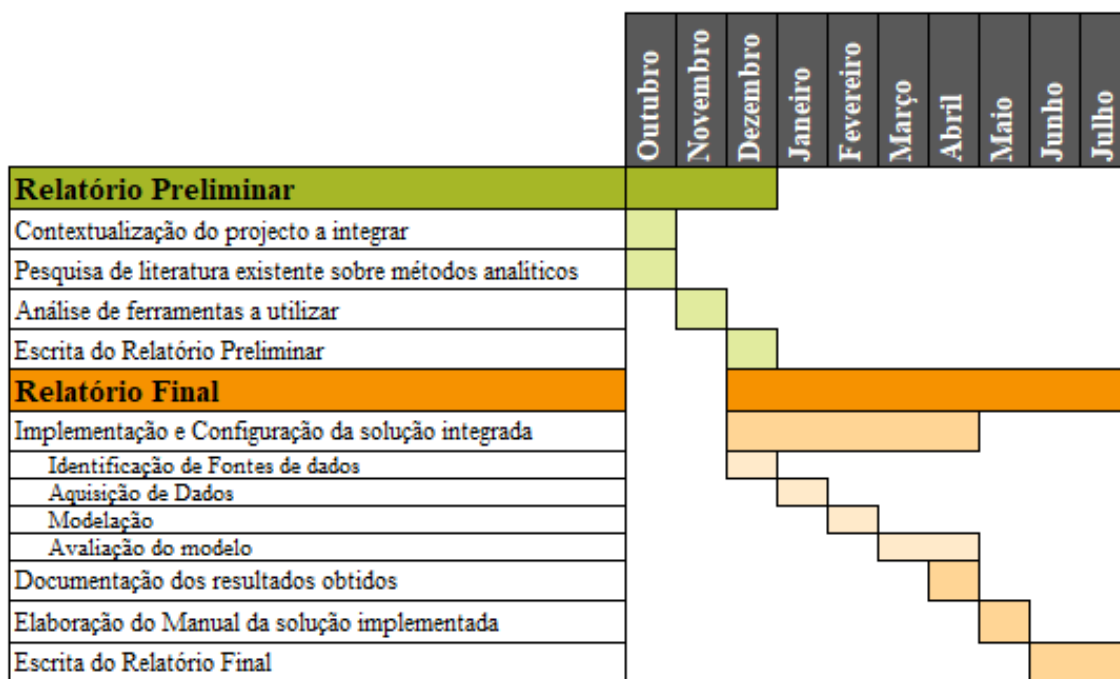 Outubro
Novembro
Dezembro
Janeiro
Fevereiro
Março
Abril
Maio
Junho
Julho
Relatório Preliminar
Contextualização do projecto a integrar
Pesquisa de literatura existente sobre métodos analíticos
Análise de ferramentas a utilizar
Escrita do Relatório Preliminar
Relatório Final
Implementação e Configuração da solução integrada
Identificação de Fontes de dados
Aquisição de Dados
Modelação
Avaliação do modelo
Documentação dos resultados obtidos
Elaboração do Manual da solução implementada
Escrita do Relatório Final